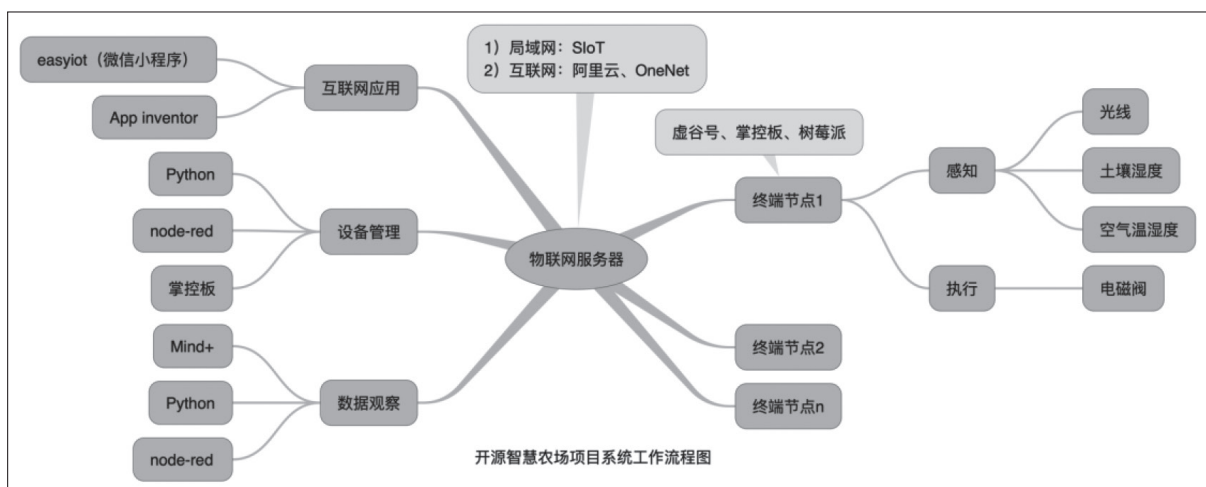 1）局域网：SIoT
2）互联网：阿里云、OneNet
easyiot（微信小程序）
互联网应用
App inventor
Python
设备管理
node-red
掌控板
Mind+
数据观察
Python
node-red
物联网服务器
虚谷号、掌控板、树莓派
终端节点1
感知
光线
土壤湿度
空气温湿度
执行
电磁阀
终端节点2
终端节点n
开源智慧农场项目系统工作流程图